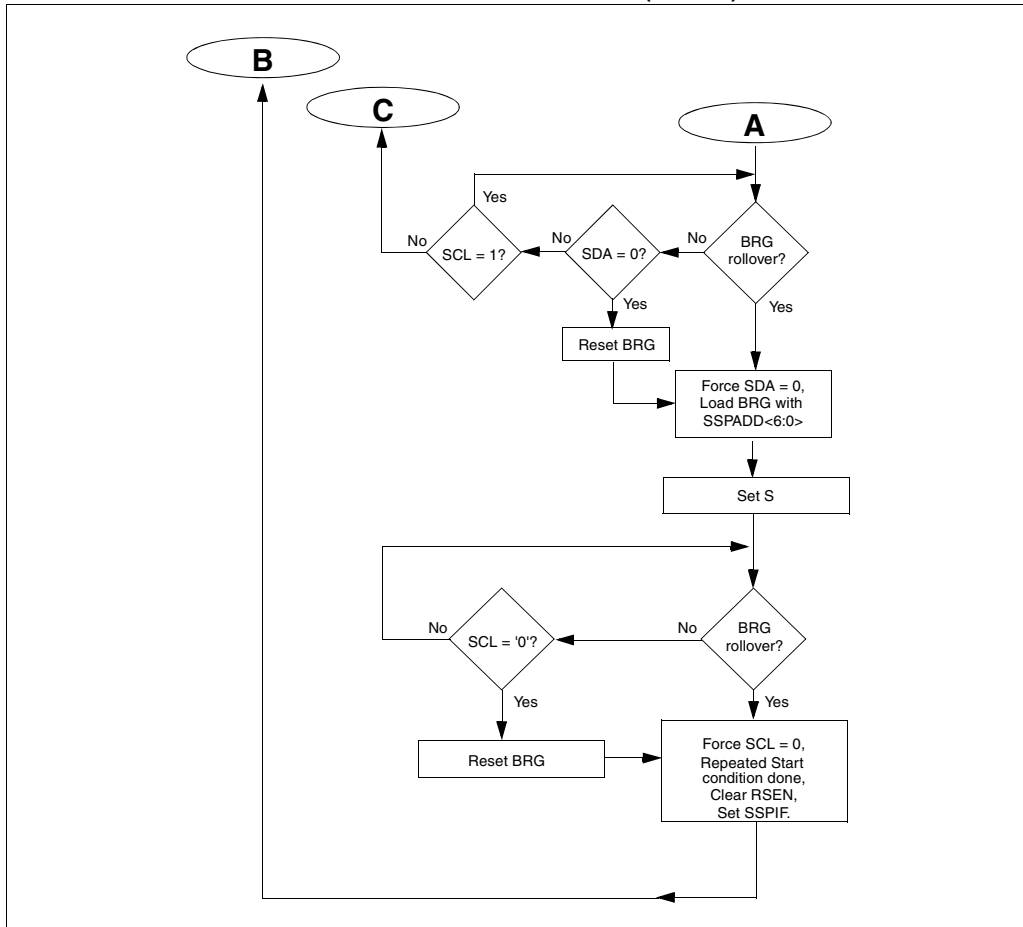 B
C
A
Yes
No
SCL = 1?
No
SDA = 0?
No
BRG
rollover?
Yes
Yes
Reset BRG
Force SDA = 0,
Load BRG with
SSPADD<6:0>
Set S
No
SCL = '0'?
No
BRG
rollover?
Yes
Yes
Reset BRG
Force SCL = 0,
Repeated Start
condition done,
Clear RSEN,
Set SSPIF.